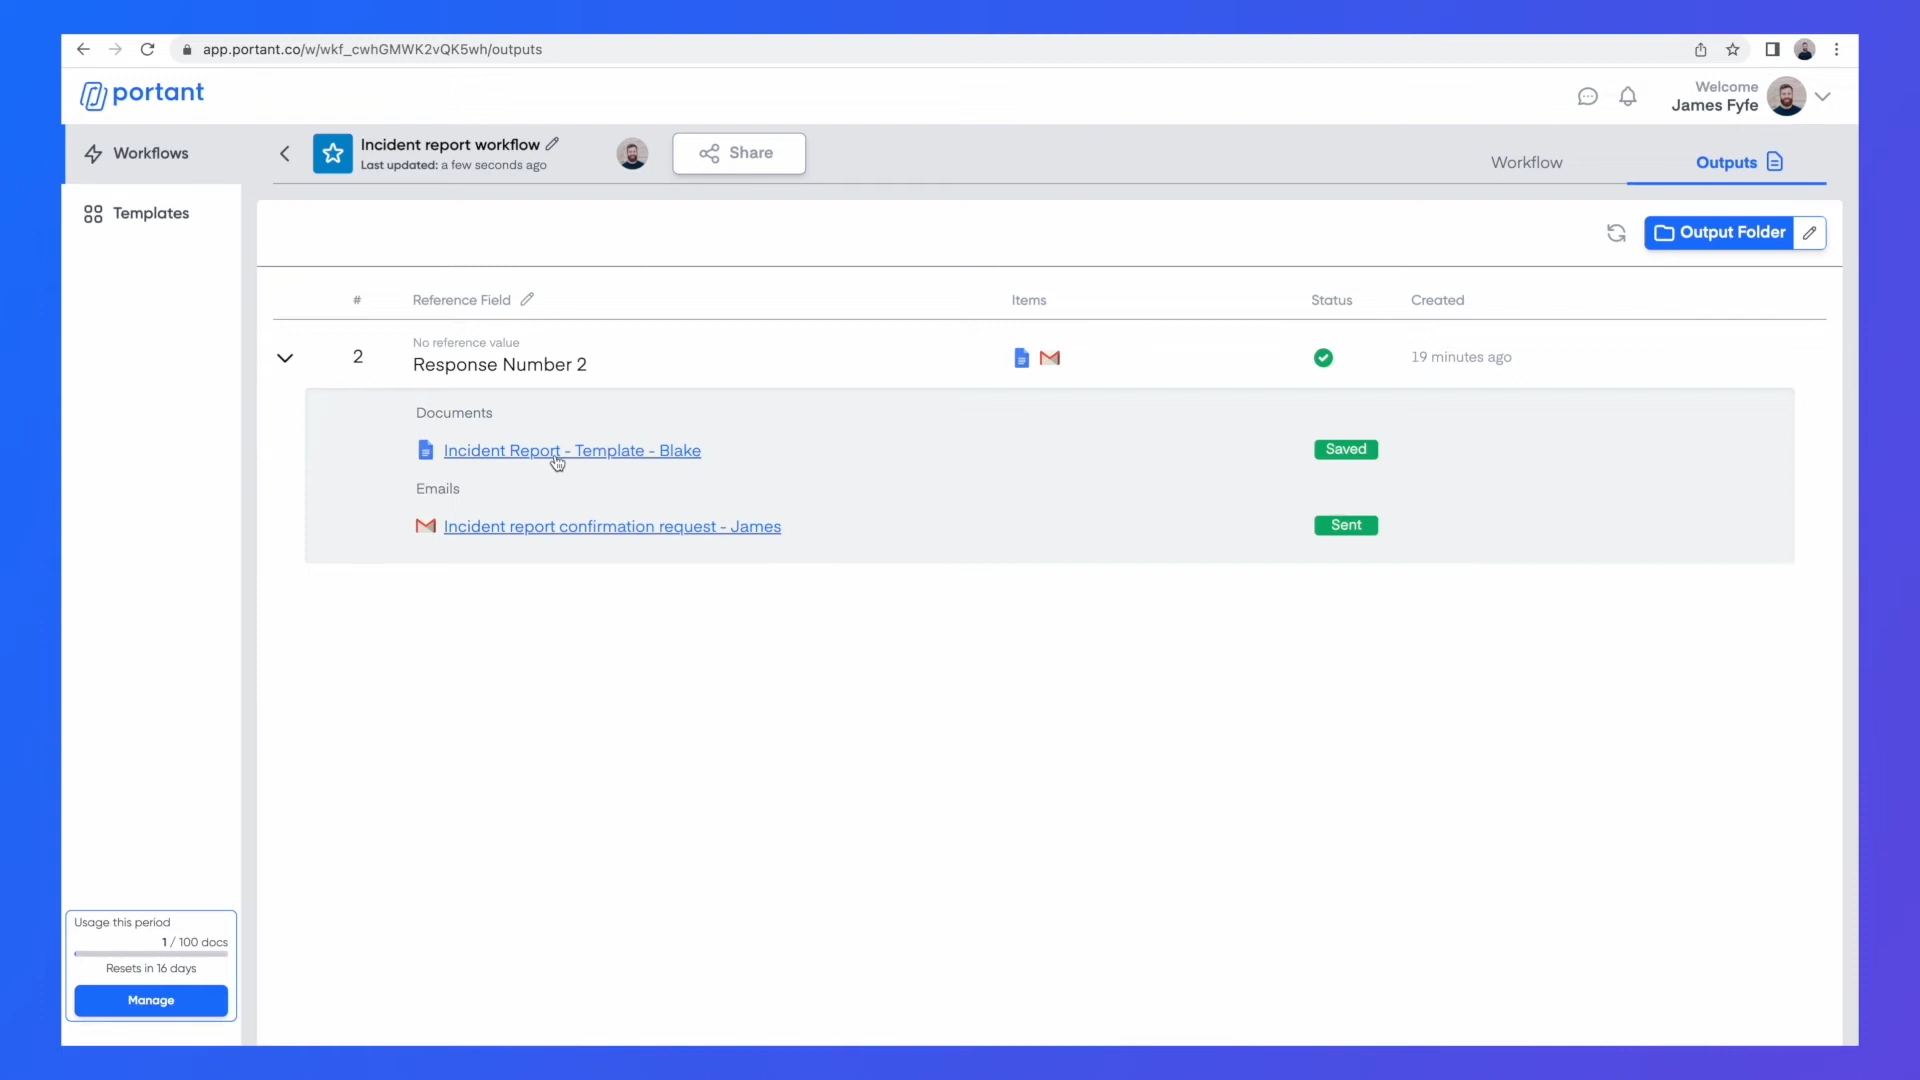 app.portant.co/w/wkf_cwhGMWK2vQK5wh/outputs
portant
Welcome
James Fyfe
Workflows
Incident report workflow
Last updated: a few seconds ago
Share
Workflow
Outputs
Templates
Output Folder
# Reference Field Items Status Created
No reference value
2 Response Number 2 19 minutes ago
Documents
Incident Report - Template - Blake Saved
Emails
Incident report confirmation request - James Sent
Usage this period
1 / 100 docs
Resets in 16 days
Manage